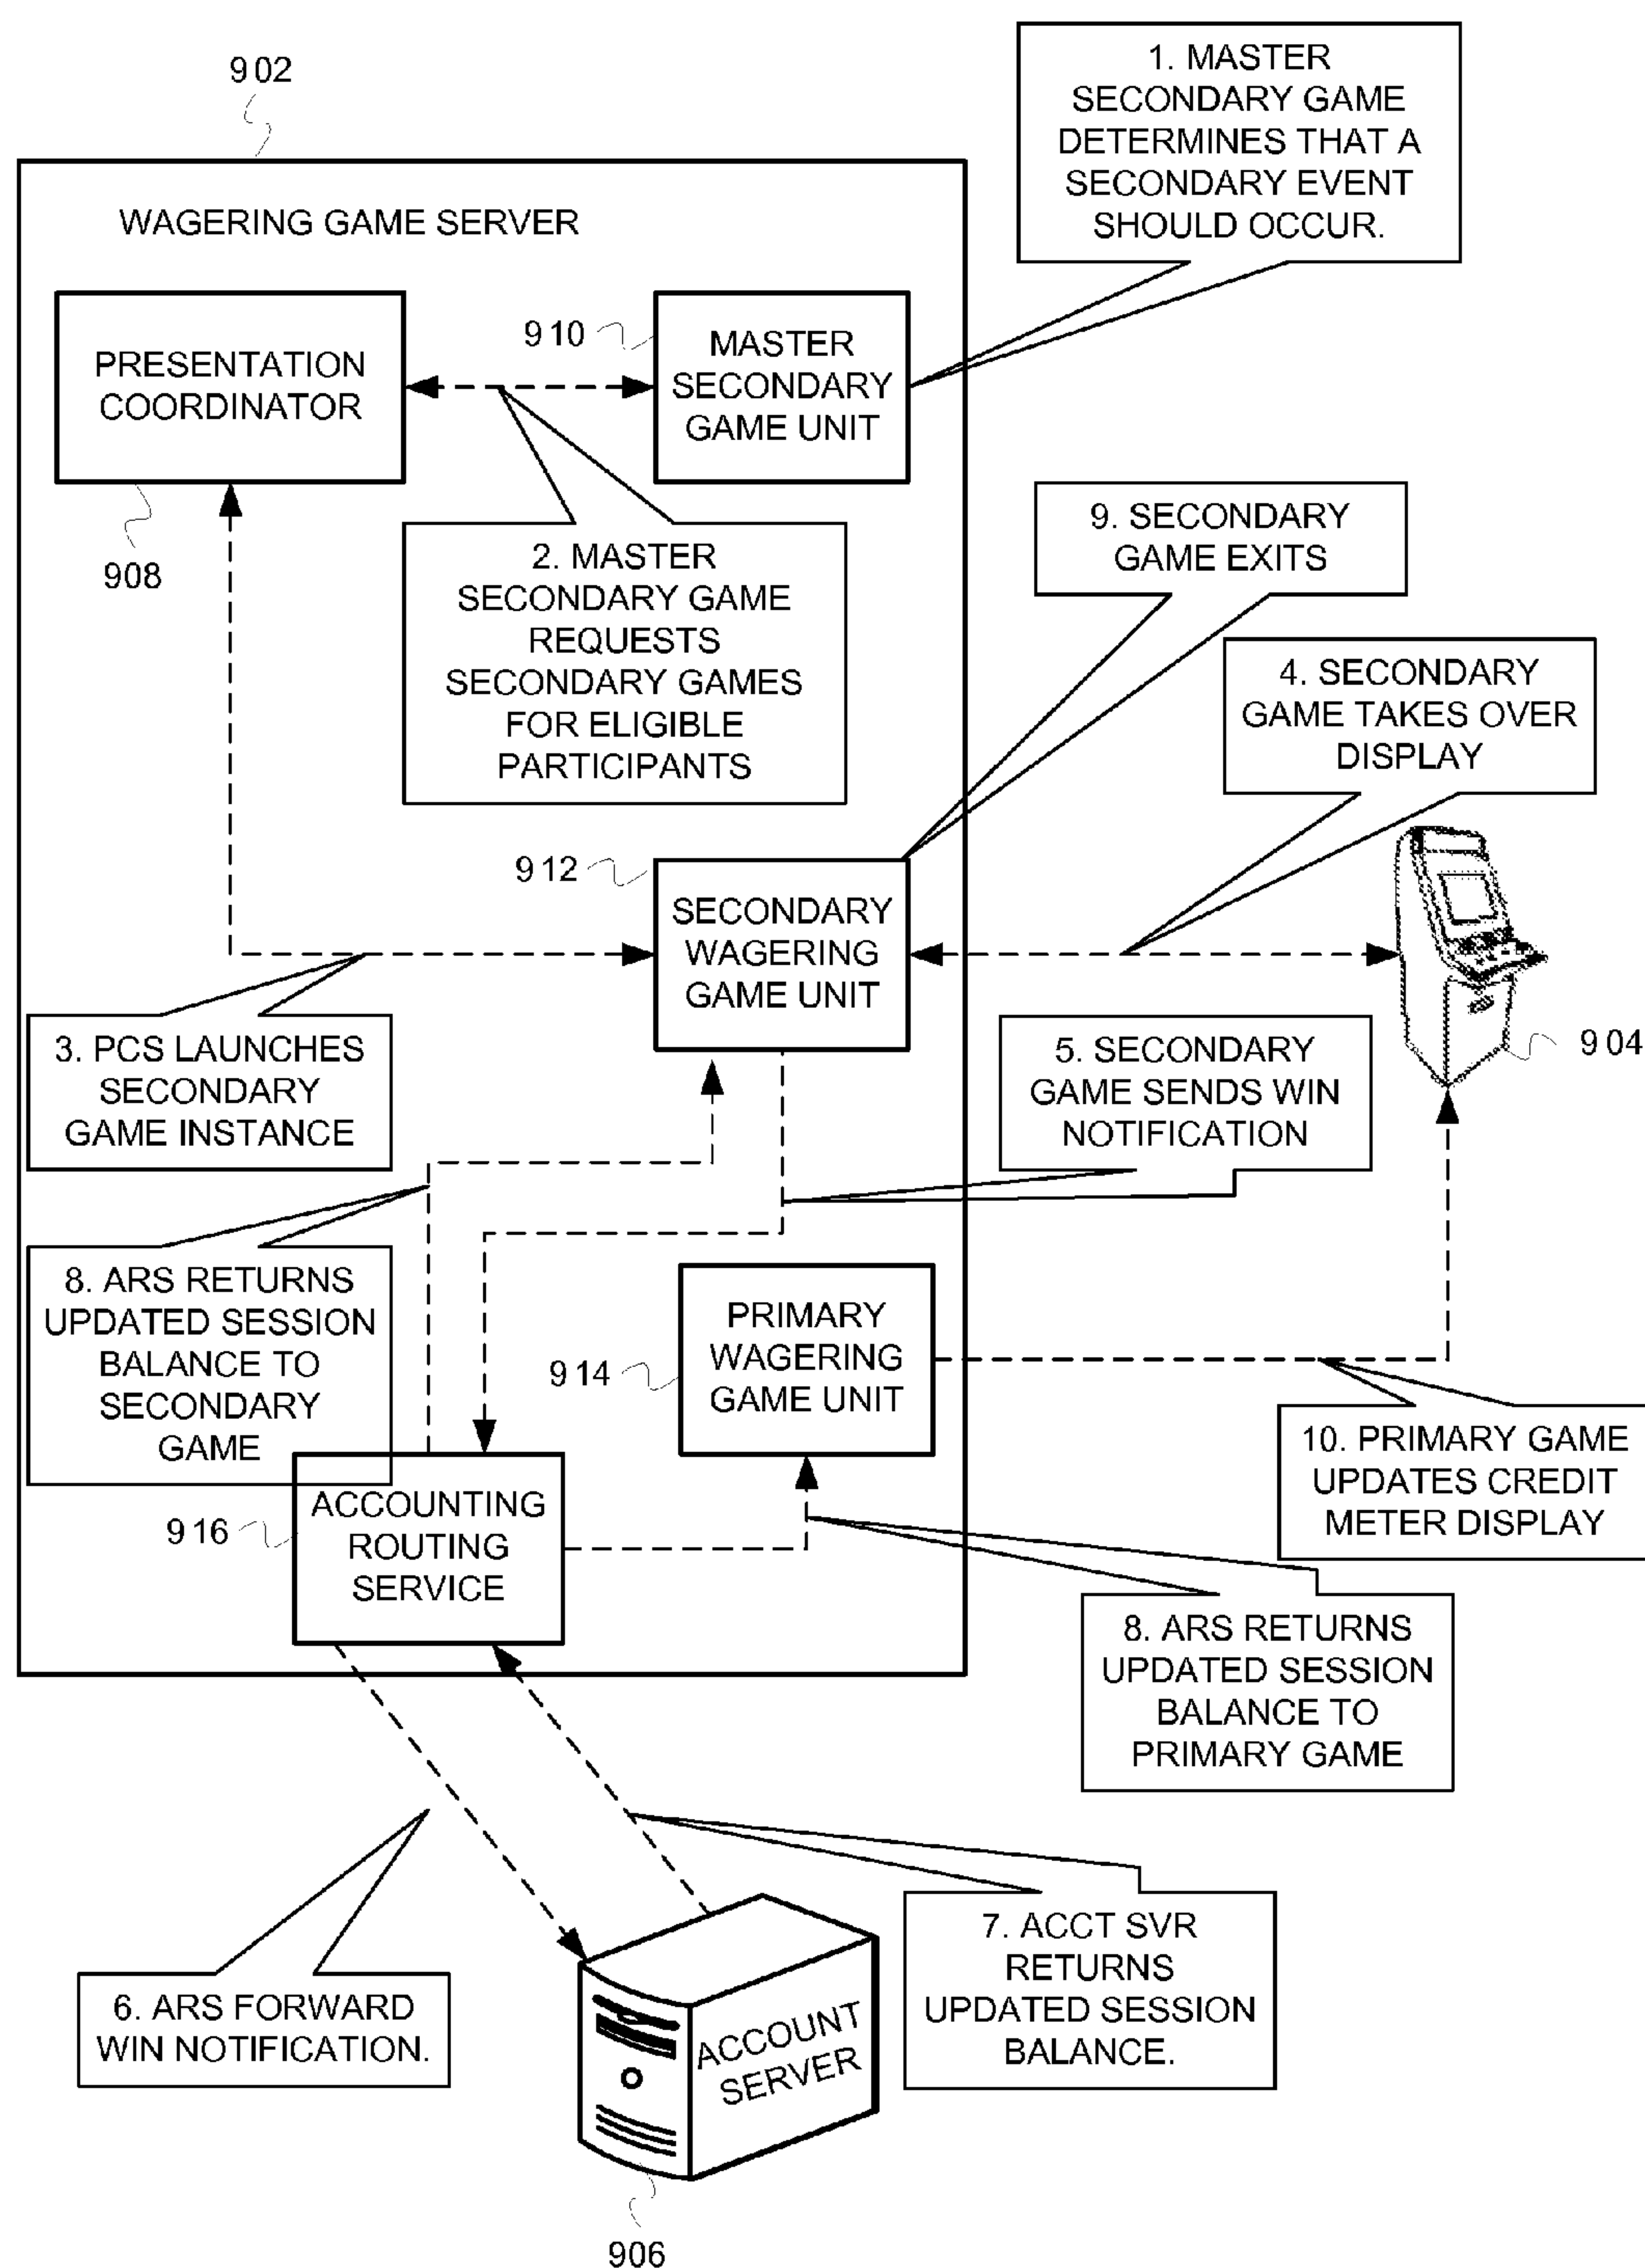 902
1. MASTER
SECONDARY GAME
DETERMINES THAT A
SECONDARY EVENT
SHOULD OCCUR.
WAGERING GAME SERVER
PRESENTATION
COORDINATOR
908
910
MASTER
SECONDARY
GAME UNIT
2. MASTER
SECONDARY GAME
REQUESTS
SECONDARY GAMES
FOR ELIGIBLE
PARTICIPANTS
9. SECONDARY
GAME EXITS
4. SECONDARY
GAME TAKES OVER
DISPLAY
912
SECONDARY
WAGERING
GAME UNIT
904
3. PCS LAUNCHES
SECONDARY
GAME INSTANCE
5. SECONDARY
GAME SENDS WIN
NOTIFICATION
8. ARS RETURNS
UPDATED SESSION
BALANCE TO
SECONDARY
GAME
914
PRIMARY
WAGERING
GAME UNIT
10. PRIMARY GAME
UPDATES CREDIT
METER DISPLAY
916
ACCOUNTING
ROUTING
SERVICE
8. ARS RETURNS
UPDATED SESSION
BALANCE TO
PRIMARY GAME
6. ARS FORWARD
WIN NOTIFICATION.
7. ACCT SVR
RETURNS
UPDATED SESSION
BALANCE.
ACCOUNT
SERVER
906